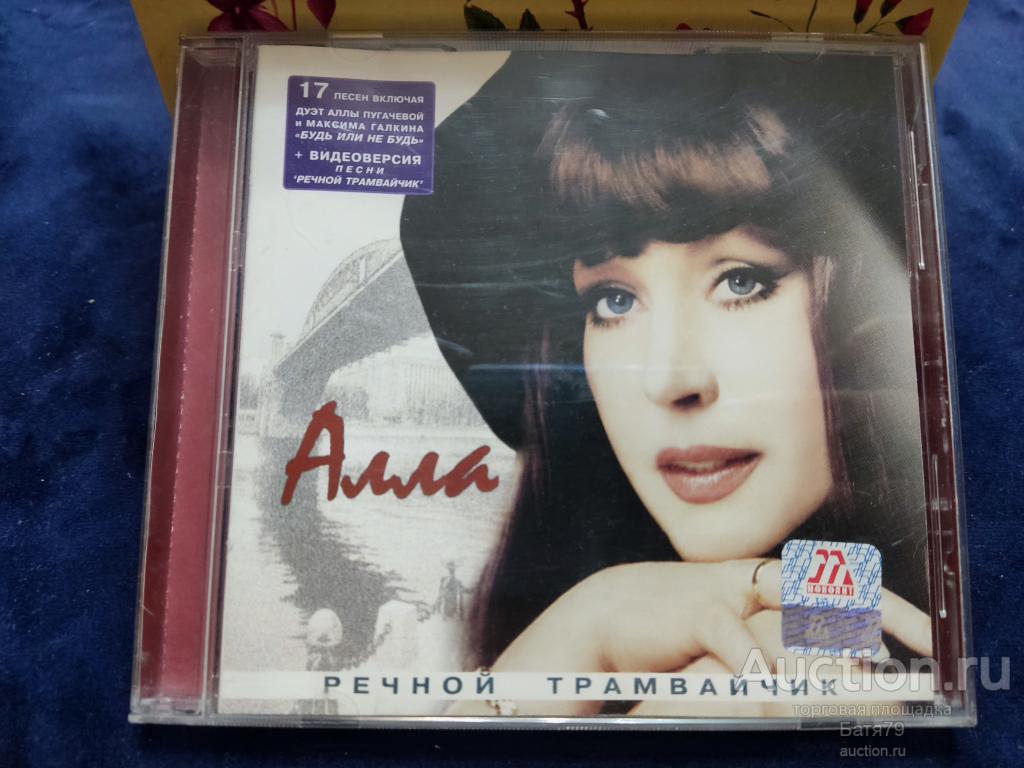 17 ПЕСЕН ВКЛЮЧАЯ
ДУЭТ АЛЛЫ ПУГАЧЕВОЙ
И МАКСИМА ГАЛКИНА
«БУДЬ ИЛИ НЕ БУДЬ»
+ ВИДЕОВЕРСИЯ
ПЕСНИ
'РЕЧНОЙ ТРАМВАЙЧИК'
Алла
МОНОЛИТ
РЕЧНОЙ ТРАМВАЙЧИК
Auction.ru
торговая площадка
Батя79
auction.ru